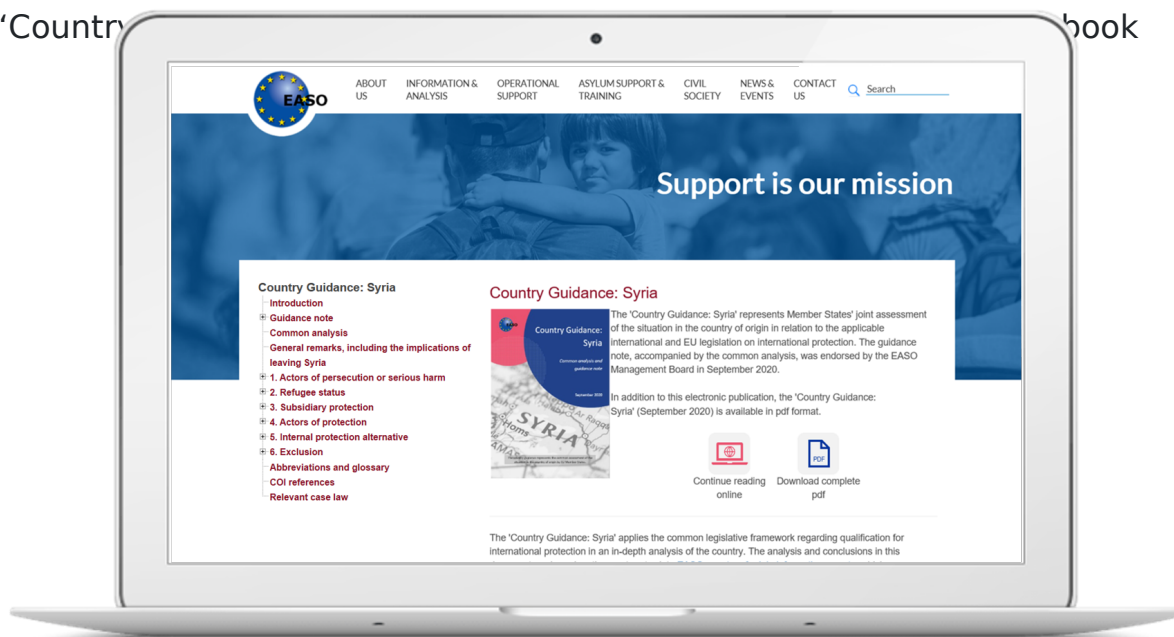 ‘Country
book
EASO
ABOUT US
INFORMATION & ANALYSIS
OPERATIONAL SUPPORT
ASYLUM SUPPORT & TRAINING
CIVIL SOCIETY
NEWS & EVENTS
CONTACT US
Search
Support is our mission
Country Guidance: Syria
Introduction
Guidance note
Common analysis
General remarks, including the implications of
leaving Syria
1. Actors of persecution or serious harm
2. Refugee status
3. Subsidiary protection
4. Actors of protection
5. Internal protection alternative
6. Exclusion
Abbreviations and glossary
COI references
Relevant case law
Country Guidance: Syria
EASO
Country Guidance:
Syria
Common analysis and
guidance note
September 2020
SYRIA
Homs
Ar Raqqa
The 'Country Guidance: Syria' represents Member States' joint assessment
of the situation in the country of origin in relation to the applicable
international and EU legislation on international protection. The guidance
note, accompanied by the common analysis, was endorsed by the EASO
Management Board in September 2020.
In addition to this electronic publication, the 'Country Guidance:
Syria' (September 2020) is available in pdf format.
PDF
Continue reading
online
Download complete
pdf
The 'Country Guidance: Syria' applies the common legislative framework regarding qualification for
international protection in an in-depth analysis of the country. The analysis and conclusions in this